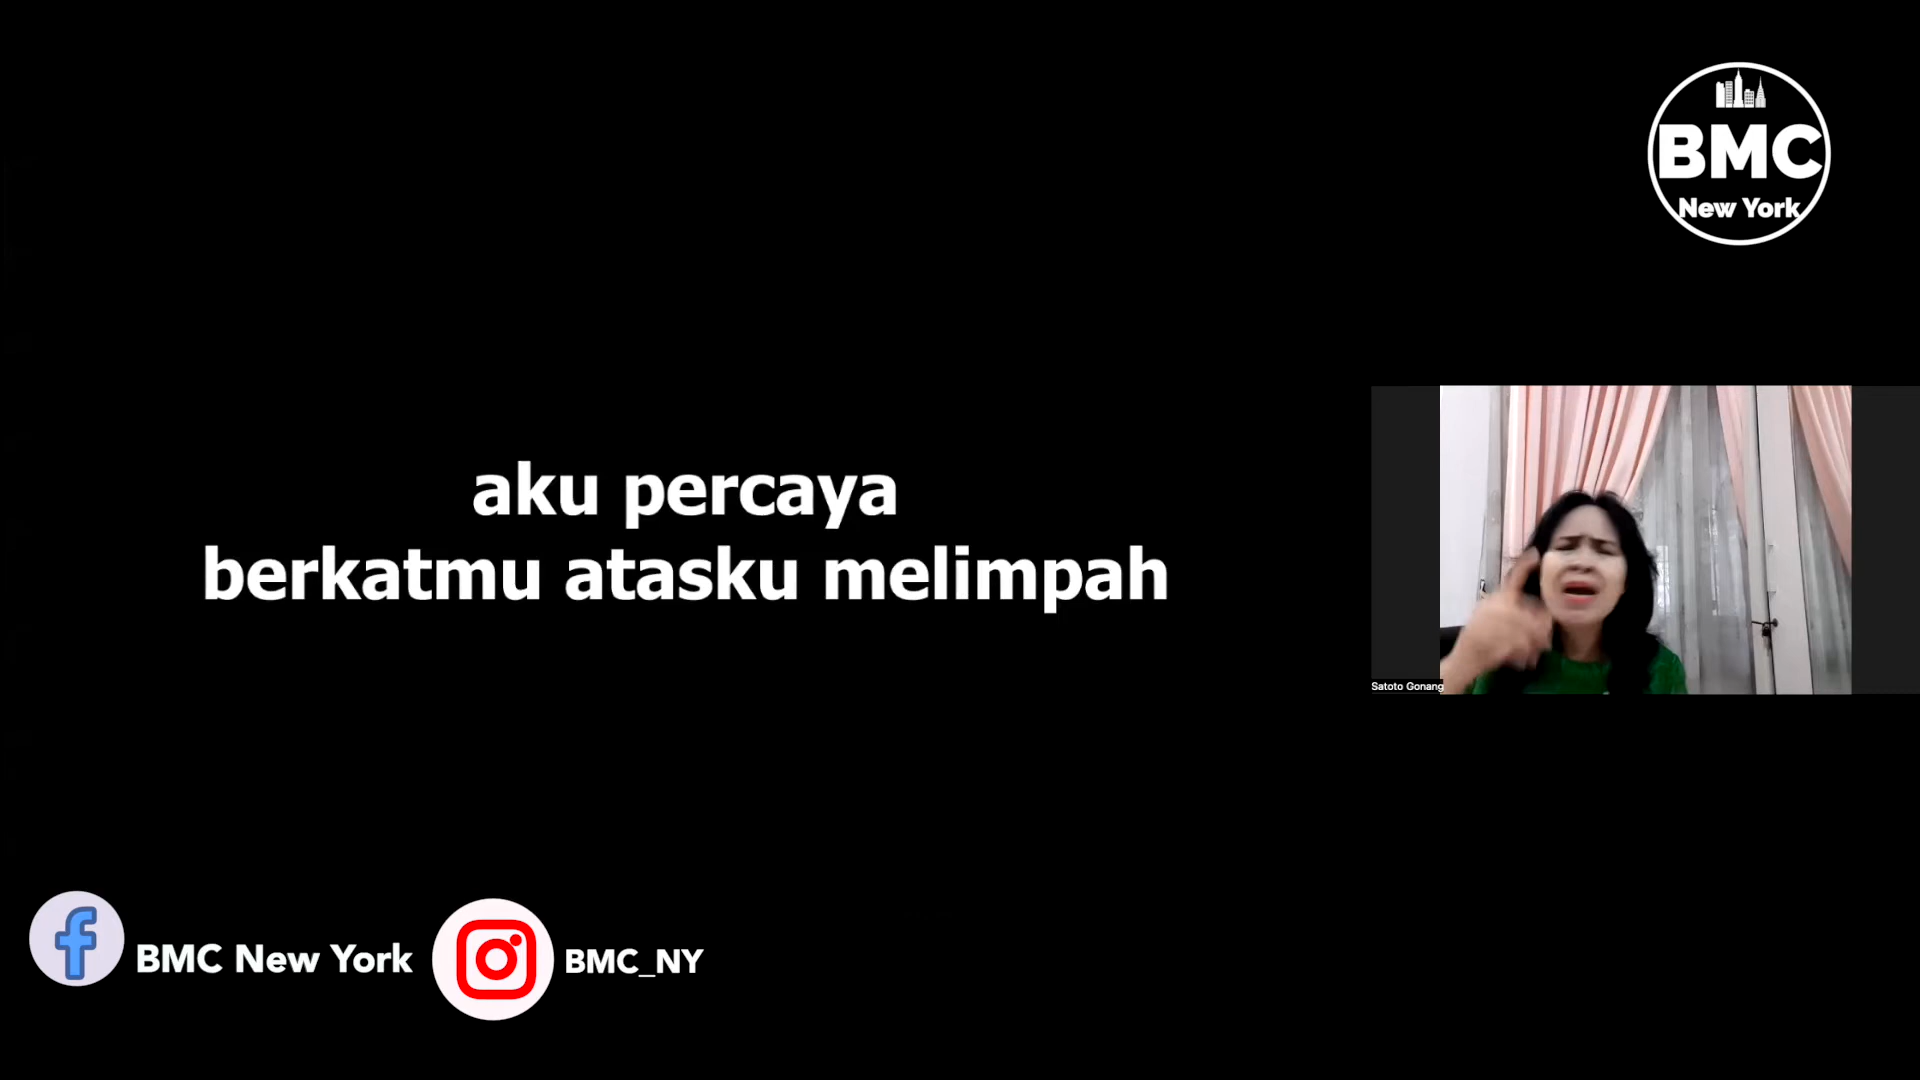 BMC
New York
aku percaya
berkatmu atasku melimpah
Satoto Gonang
BMC New York
BMC_NY